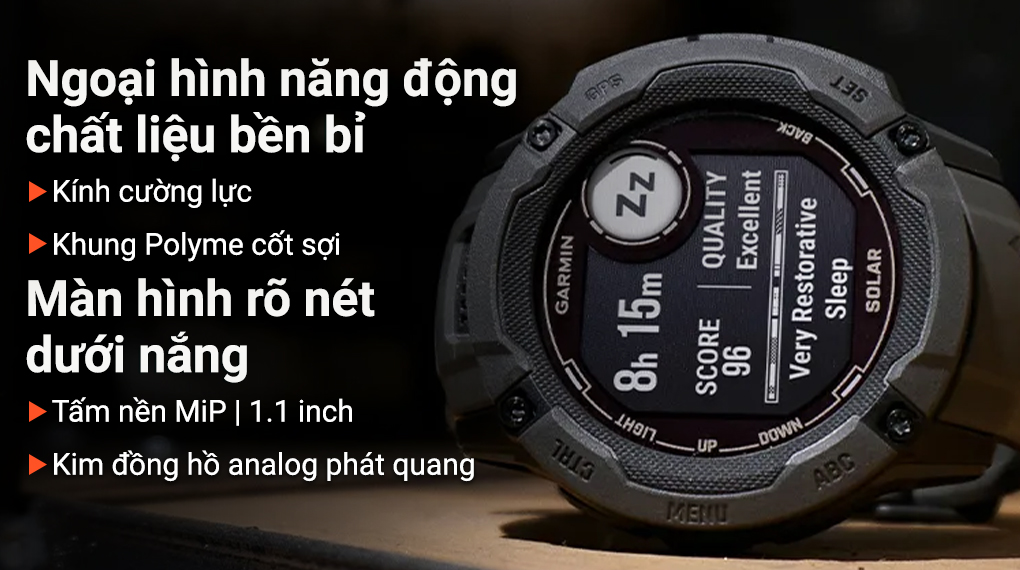 Ngoại hình năng động
chất liệu bền bỉ
Kính cường lực
Khung Polyme cốt sợi
Màn hình rõ nét
dưới nắng
Tấm nền MiP | 1.1 inch
Kim đồng hồ analog phát quang
GPS
SET
BACK
Zz
GARMIN
SOLAR
8h 15m
SCORE
96
QUALITY
Excellent
Very Restorative
Sleep
LIGHT
UP
DOWN
CTRL
MENU
ABC